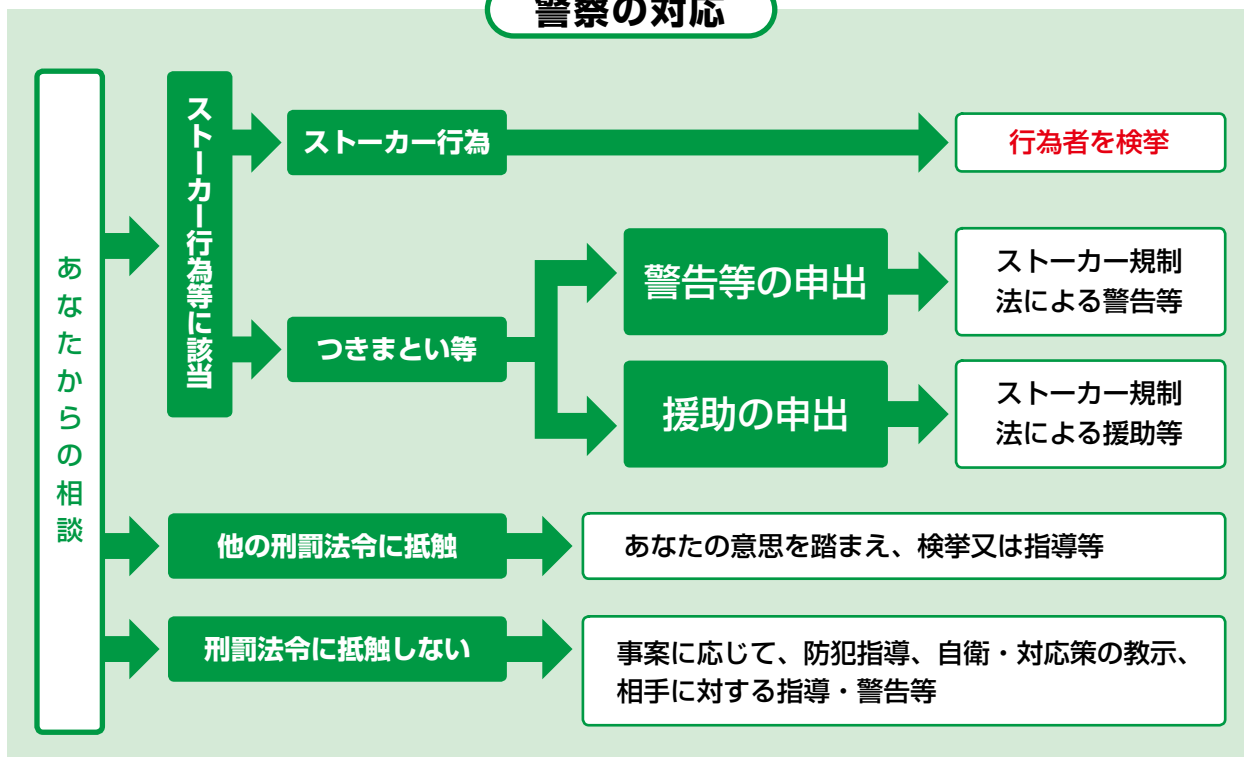 警察の対応
あなたからの相談
ストーカー行為等に該当
ストーカー行為
行為者を検挙
つきまとい等
警告等の申出
ストーカー規制
法による警告等
援助の申出
ストーカー規制
法による援助等
他の刑罰法令に抵触
あなたの意思を踏まえ、検挙又は指導等
刑罰法令に抵触しない
事案に応じて、防犯指導、自衛・対応策の教示、
相手に対する指導・警告等